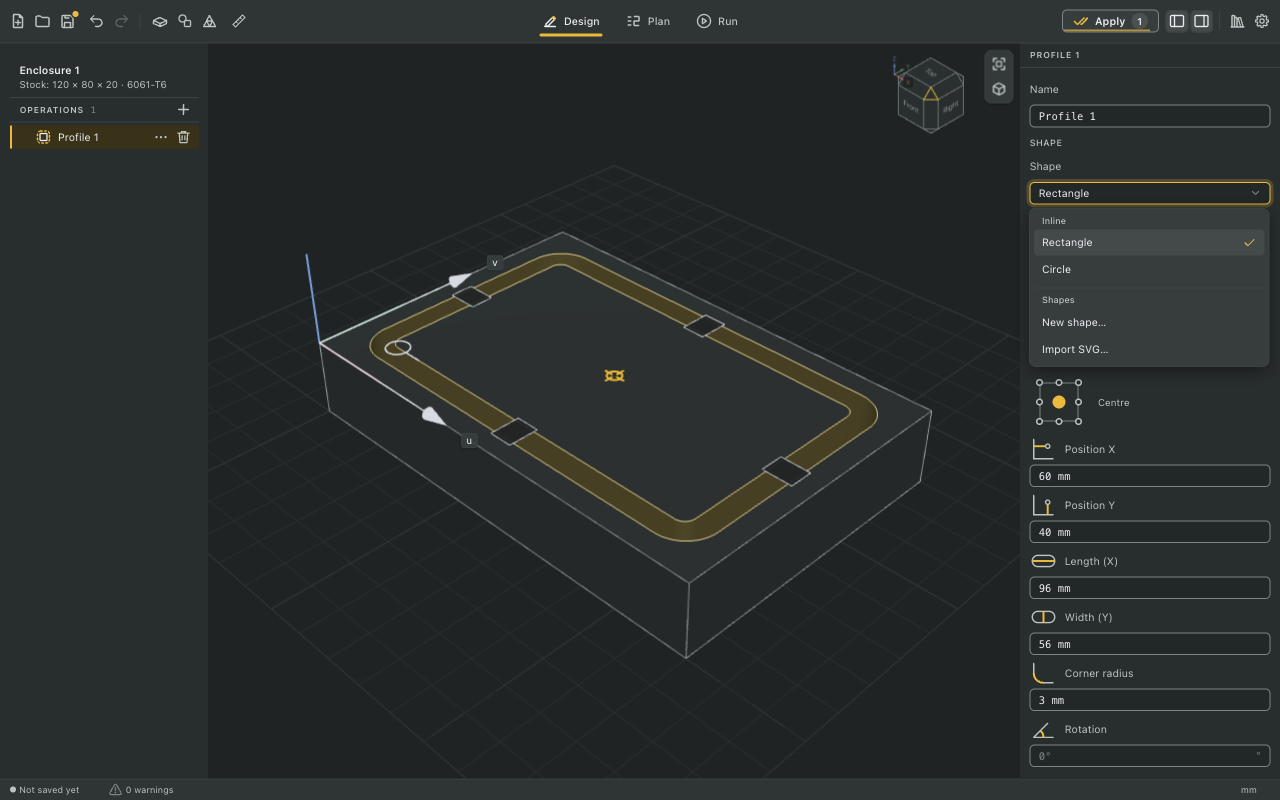 Design
Plan
Run
Apply 1
Enclosure 1
Stock: 120 × 80 × 20 · 6061-T6
OPERATIONS 1
Profile 1
v
u
Top
Front
Right
PROFILE 1
Name
Profile 1
SHAPE
Shape
Rectangle
Inline
Rectangle
Circle
Shapes
New shape...
Import SVG...
Centre
Position X
60 mm
Position Y
40 mm
Length (X)
96 mm
Width (Y)
56 mm
Corner radius
3 mm
Rotation
0° °
Not saved yet
0 warnings
mm